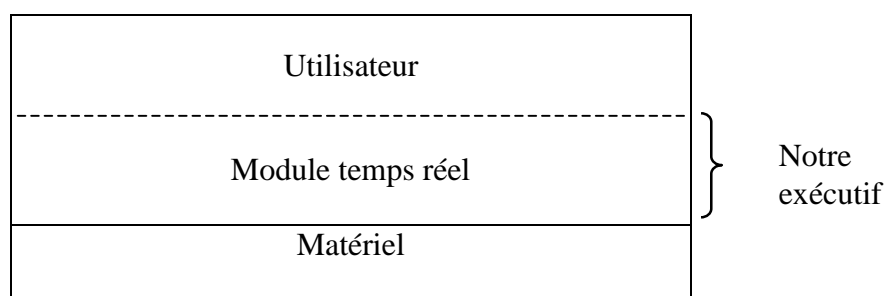 Utilisateur
Module temps réel
Notre
exécutif
Matériel